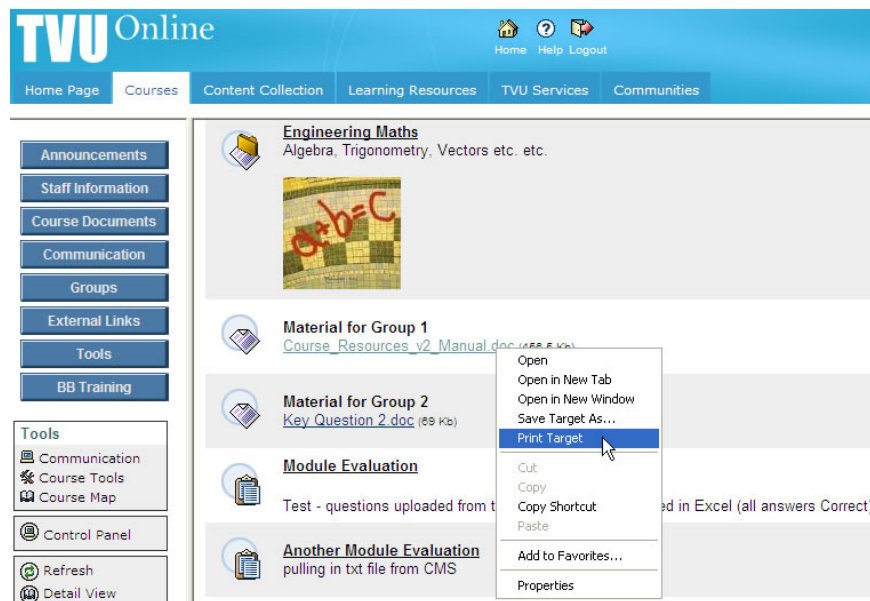 TVU Online
Home Help Logout
Home Page Courses Content Collection Learning Resources TVU Services Communities
Announcements
Staff Information
Course Documents
Communication
Groups
External Links
Tools
BB Training
Tools
Communication
Course Tools
Course Map
Control Panel
Refresh
Detail View
Engineering Maths
Algebra, Trigonometry, Vectors etc. etc.
a+b=c
Material for Group 1
Course_Resources_v2_Manual.doc (456.5 Kb)
Material for Group 2
Key Question 2.doc (69 Kb)
Module Evaluation
Test - questions uploaded from t
ed in Excel (all answers Correct)
Another Module Evaluation
pulling in txt file from CMS
Open
Open in New Tab
Open in New Window
Save Target As...
Print Target
Cut
Copy
Copy Shortcut
Paste
Add to Favorites...
Properties